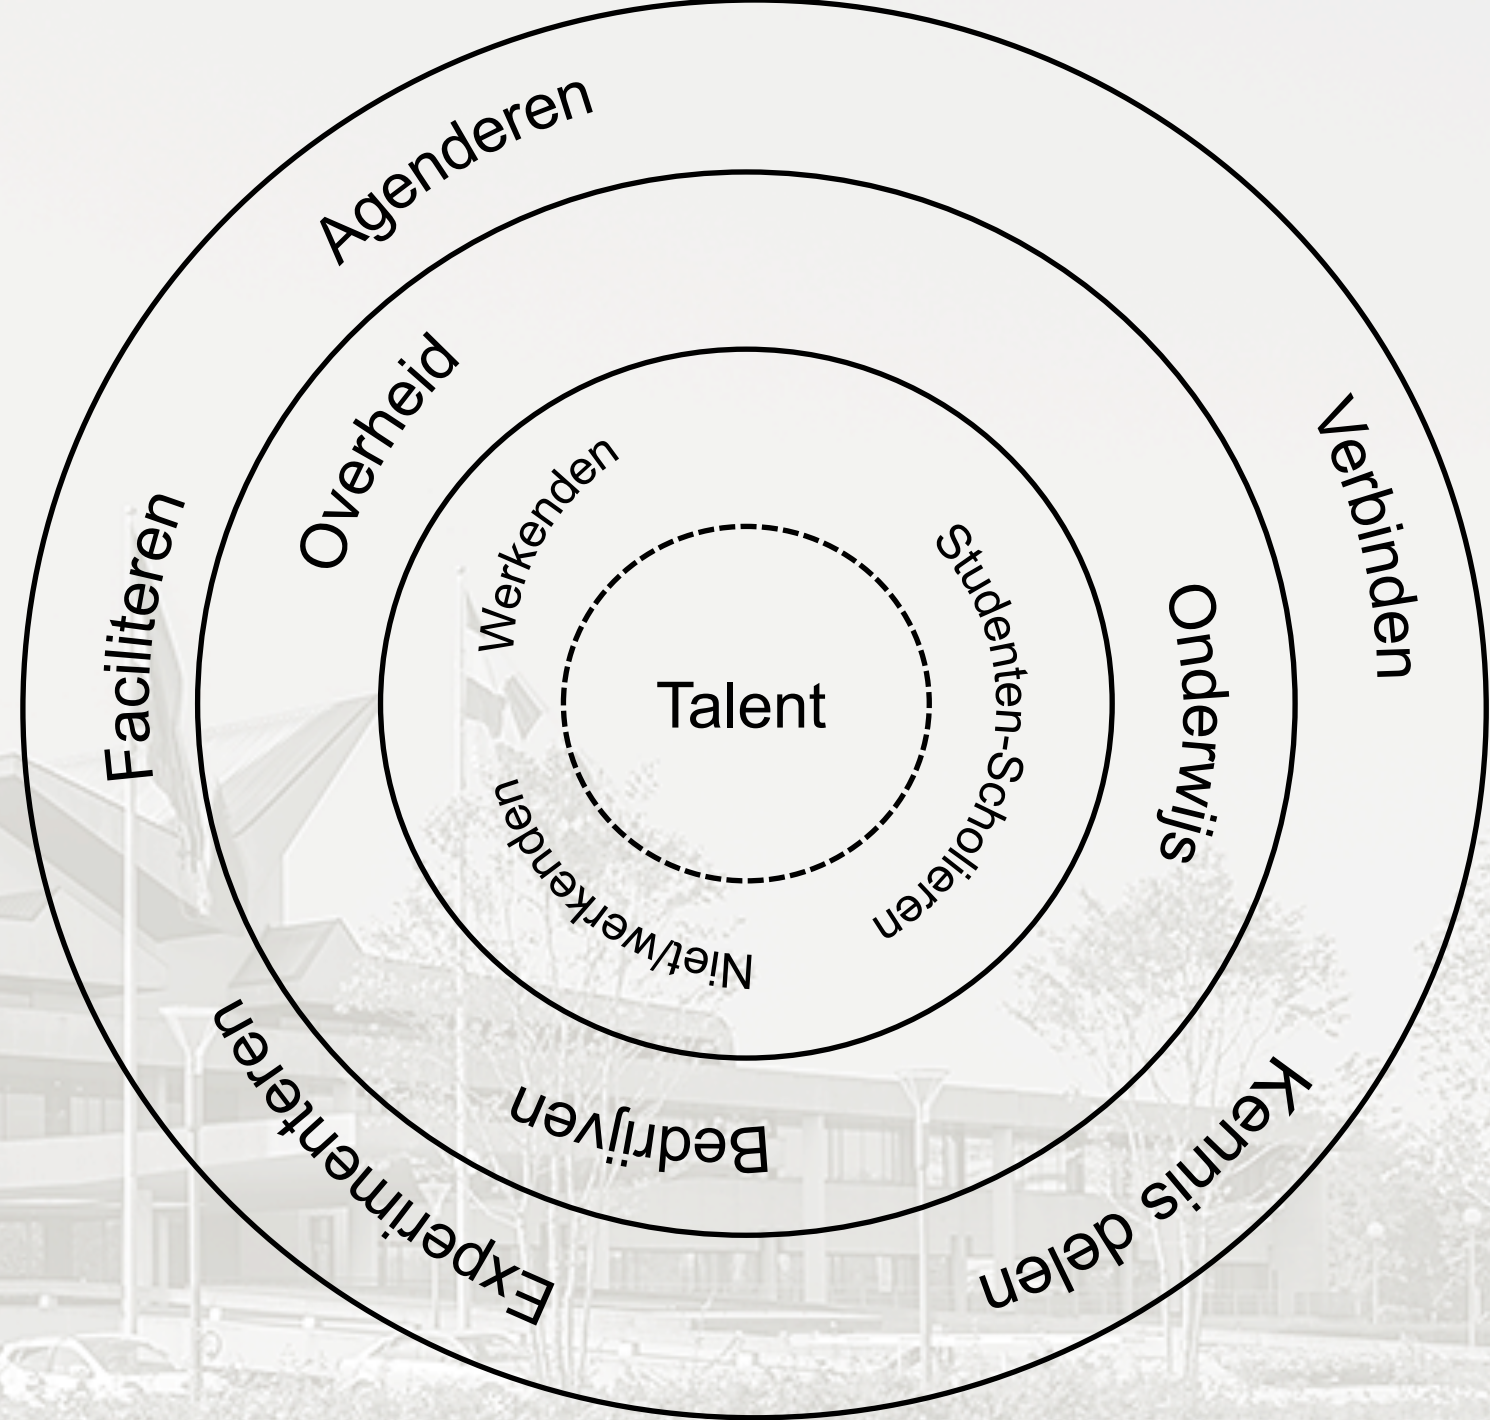 Agenderen
Verbinden
Kennis delen
Experimenteren
Faciliteren
Overheid
Onderwijs
Bedrijven
Werkenden
Studenten-Scholieren
Niet/werkenden
Talent